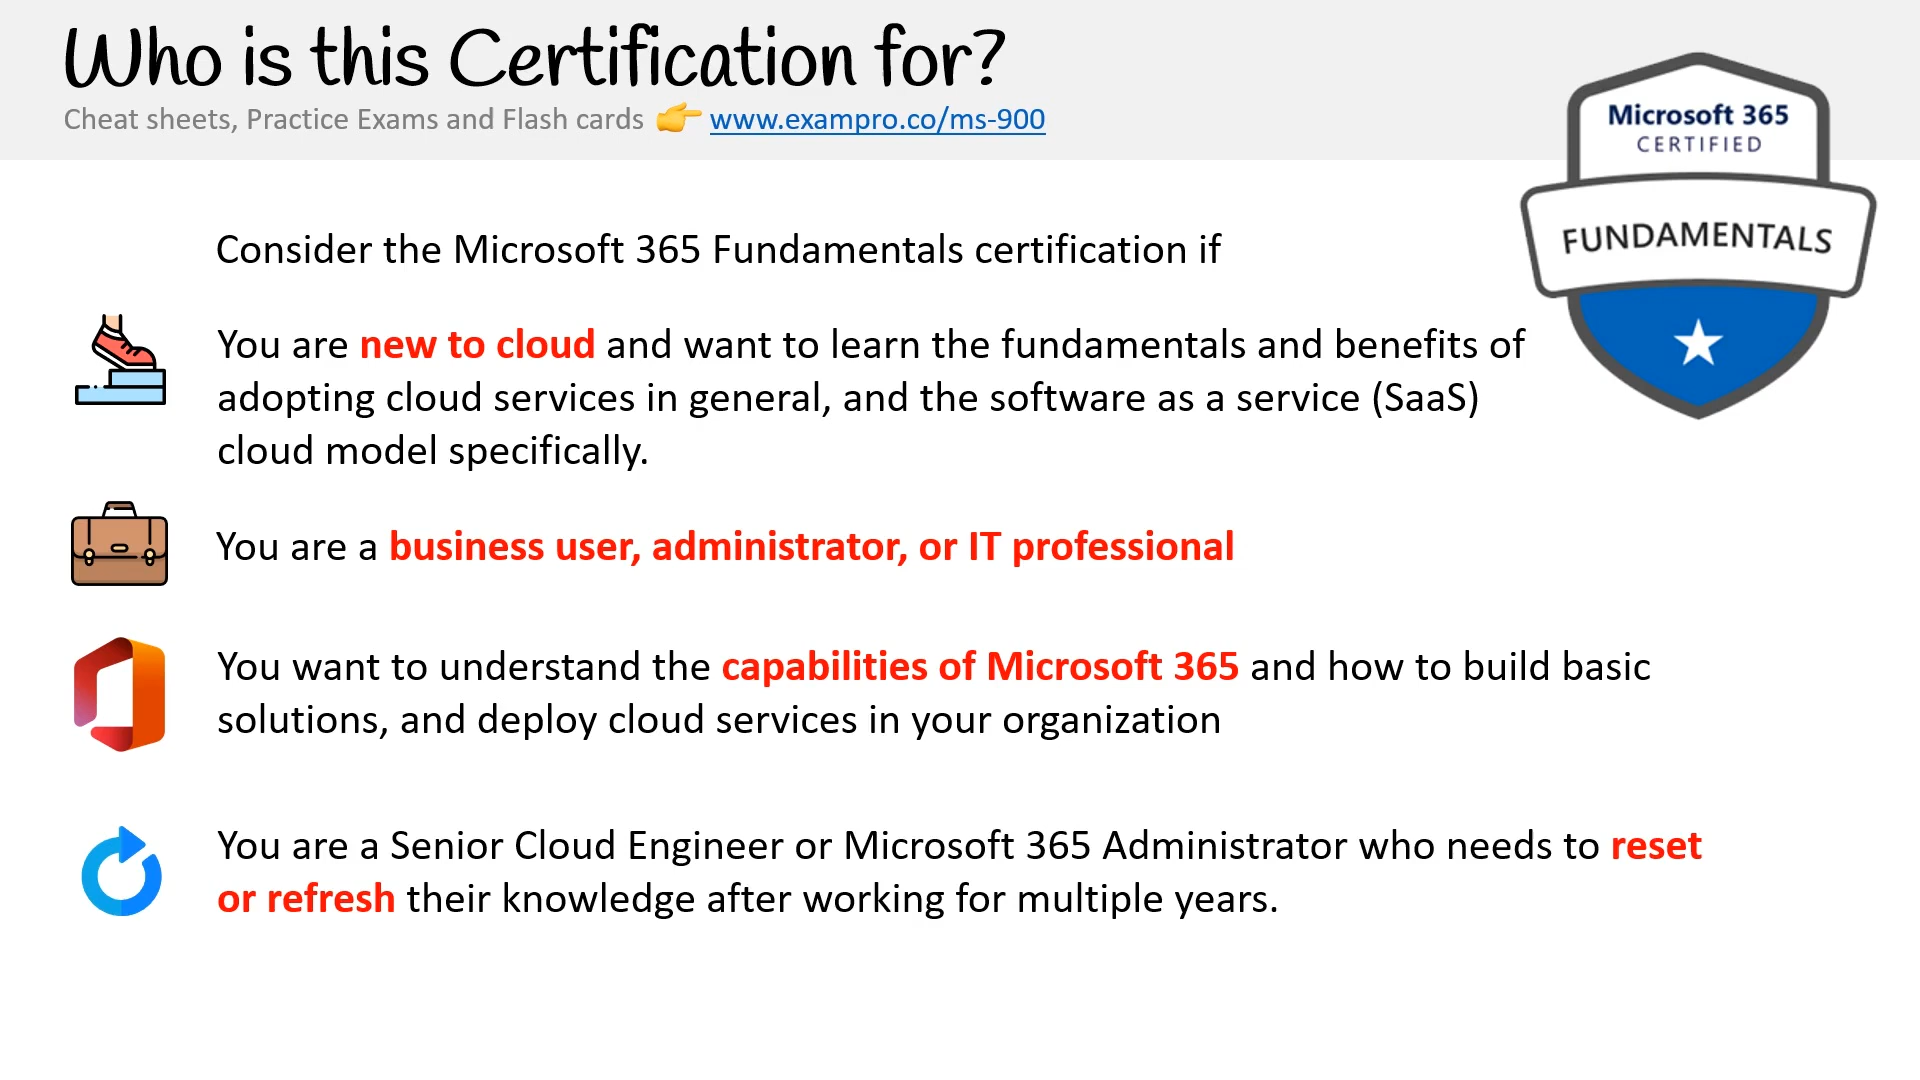 Who is this Certification for?
Cheat sheets, Practice Exams and Flash cards 👉 www.exampro.co/ms-900
Microsoft 365
CERTIFIED
FUNDAMENTALS
Consider the Microsoft 365 Fundamentals certification if
You are new to cloud and want to learn the fundamentals and benefits of
adopting cloud services in general, and the software as a service (SaaS)
cloud model specifically.
You are a business user, administrator, or IT professional
You want to understand the capabilities of Microsoft 365 and how to build basic
solutions, and deploy cloud services in your organization
You are a Senior Cloud Engineer or Microsoft 365 Administrator who needs to reset
or refresh their knowledge after working for multiple years.